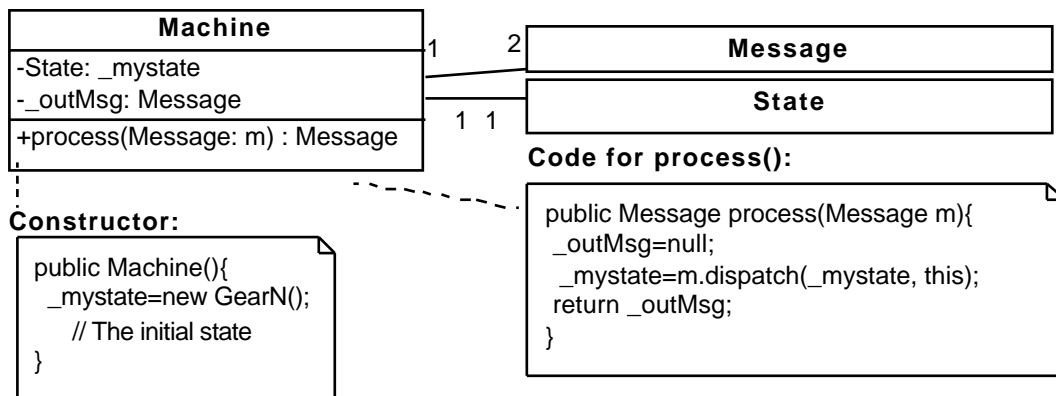 Machine
-State: _mystate
-_outMsg: Message
+process(Message: m) : Message
1
2
Message
State
1 1
Code for process():
public Message process(Message m){
_outMsg=null;
_mystate=m.dispatch(_mystate, this);
return _outMsg;
}
Constructor:
public Machine(){
_mystate=new GearN();
// The initial state
}